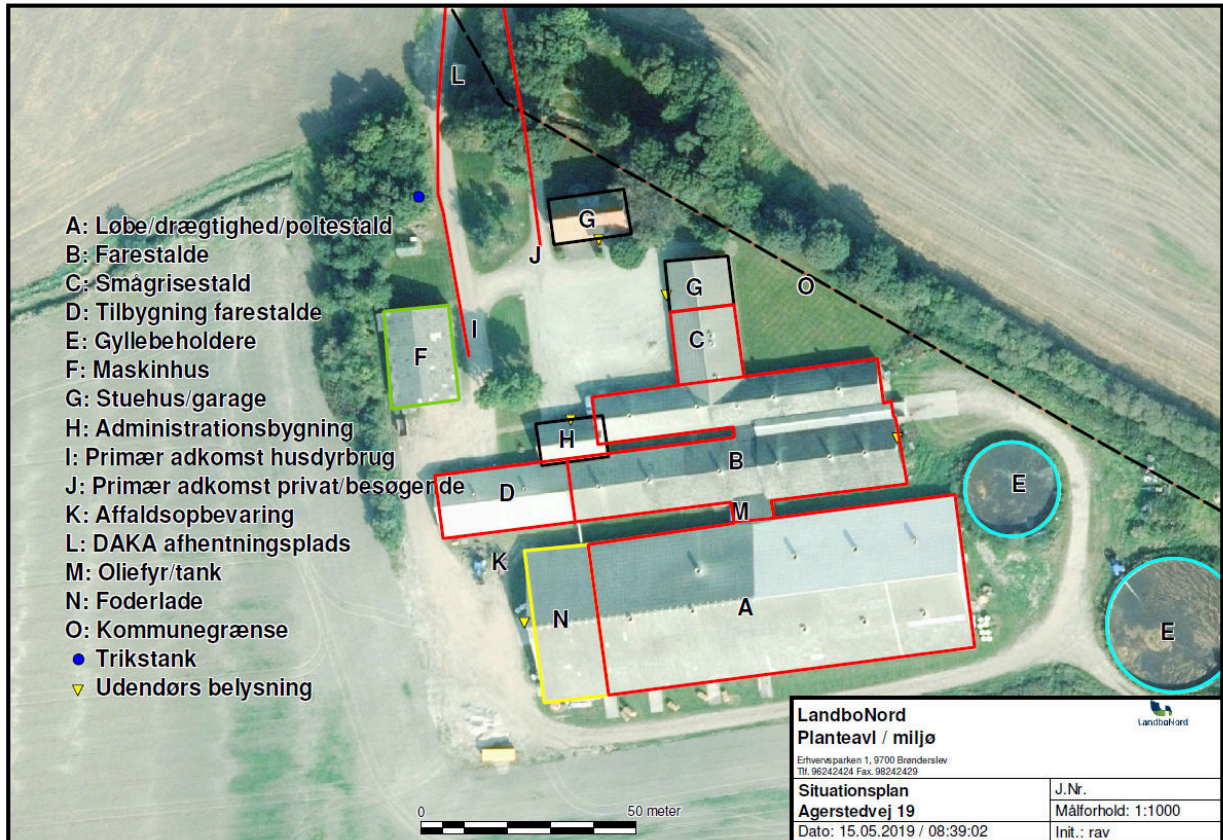 L
G
J
G
O
A: Løbe/drægtighed/poltestald
B: Farestalde
C: Smågrisestald
D: Tilbygning farestalde
E: Gyllebeholdere
F: Maskinhus
G: Stuehus/garage
H: Administrationsbygning
I: Primær adkomst husdyrbrug
J: Primær adkomst privat/besøgende
K: Affaldsopbevaring
L: DAKA afhentningsplads
M: Oliefyr/tank
N: Foderlade
O: Kommunegrænse
Trikstank
Udendørs belysning
I
F
C
H
B
D
E
M
K
A
N
E
0 50 meter
LandboNord
Planteavl / miljø
LandboNord
Erhvervsparken 1, 9700 Brønderslev
Tlf. 96242424 Fax. 98242429
Situationsplan
Agerstedvej 19
Dato: 15.05.2019 / 08:39:02
J.Nr.
Målforhold: 1:1000
Init.: rav